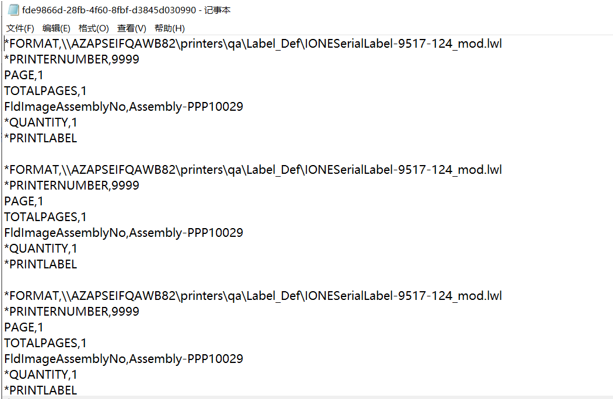 fde9866d-28fb-4f60-8fbf-d3845d030990 - 记事本
文件(F) 编辑(E) 格式(O) 查看(V) 帮助(H)
*FORMAT,\\AZAPSEIFQAWB82\printers\qa\Label_Def\IONESerialLabel-9517-124_mod.lwl
*PRINTERNUMBER,9999
PAGE,1
TOTALPAGES,1
FldImageAssemblyNo,Assembly-PPP10029
*QUANTITY,1
*PRINTLABEL

*FORMAT,\\AZAPSEIFQAWB82\printers\qa\Label_Def\IONESerialLabel-9517-124_mod.lwl
*PRINTERNUMBER,9999
PAGE,1
TOTALPAGES,1
FldImageAssemblyNo,Assembly-PPP10029
*QUANTITY,1
*PRINTLABEL

*FORMAT,\\AZAPSEIFQAWB82\printers\qa\Label_Def\IONESerialLabel-9517-124_mod.lwl
*PRINTERNUMBER,9999
PAGE,1
TOTALPAGES,1
FldImageAssemblyNo,Assembly-PPP10029
*QUANTITY,1
*PRINTLABEL